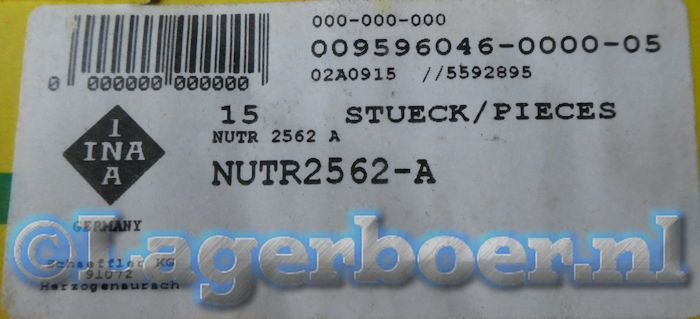 000-000-000
009596046-0000-05
02A0915 //5592895
0 000000 000000
15 STUECK/PIECES
NUTR 2562 A
NUTR2562-A
I
INA
A
GERMANY
©Lagerboer.nl
Schaeffler KG
91072
Herzogenaurach